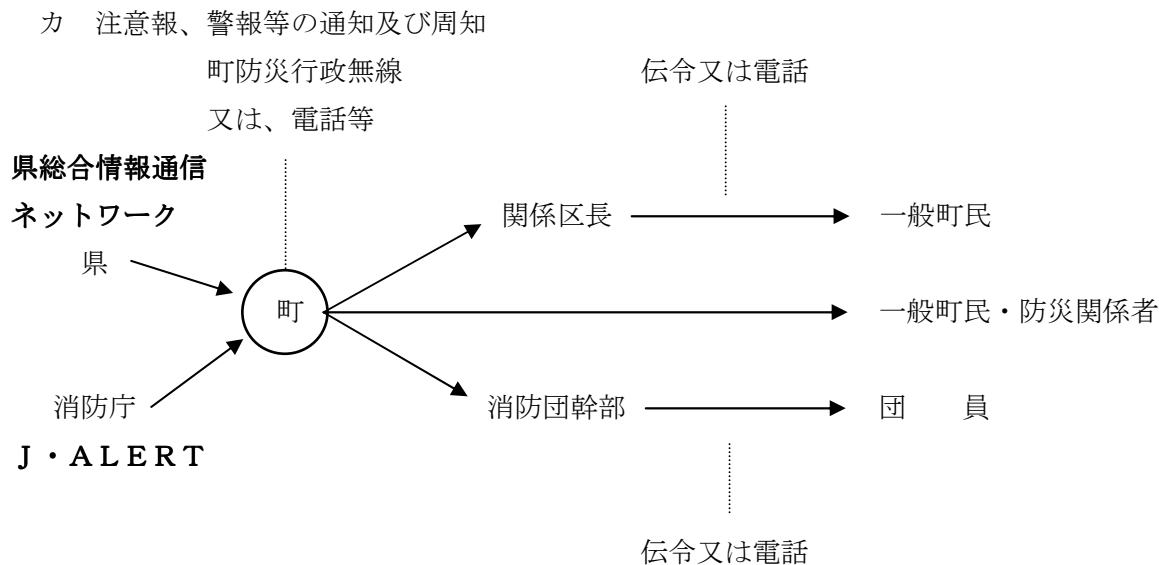 カ　注意報、警報等の通知及び周知
町防災行政無線
又は、電話等
伝令又は電話
県総合情報通信
ネットワーク
関係区長
一般町民
県
町
一般町民・防災関係者
消防庁
消防団幹部
団　　員
Ｊ・ＡＬＥＲＴ
伝令又は電話